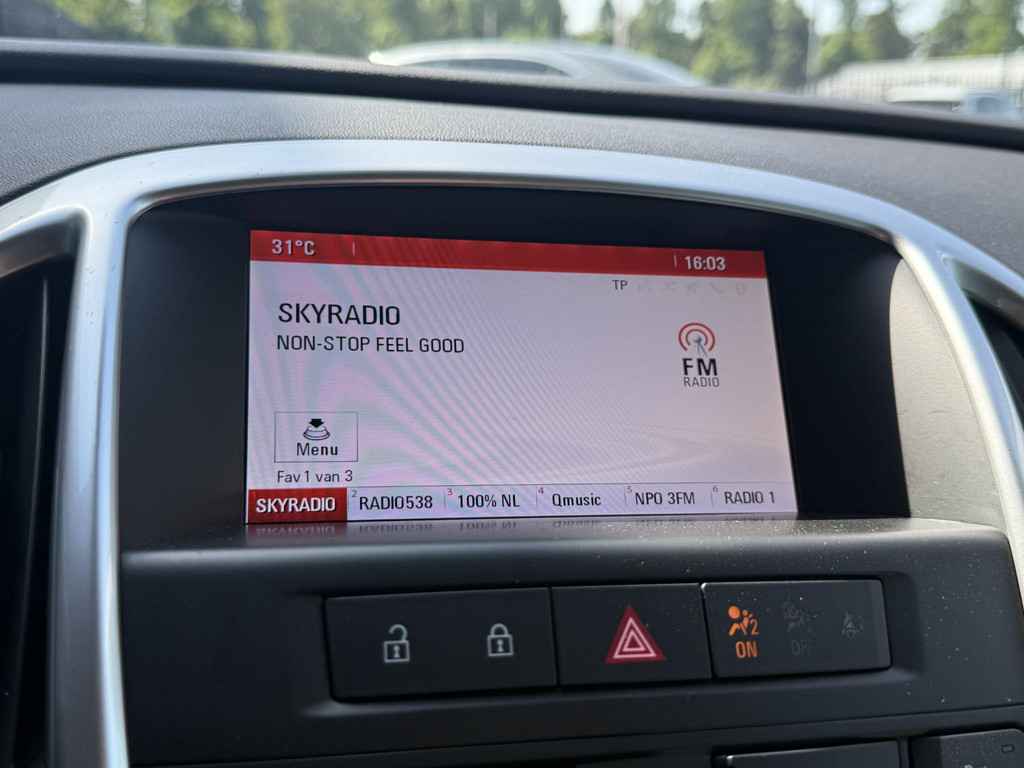 31°C
16:03
TP
SKYRADIO
NON-STOP FEEL GOOD
FM
RADIO
Menu
Fav 1 van 3
SKYRADIO 2 RADIO538 3 100% NL 4 Qmusic 5 NPO 3FM 6 RADIO 1
2
ON
OFF